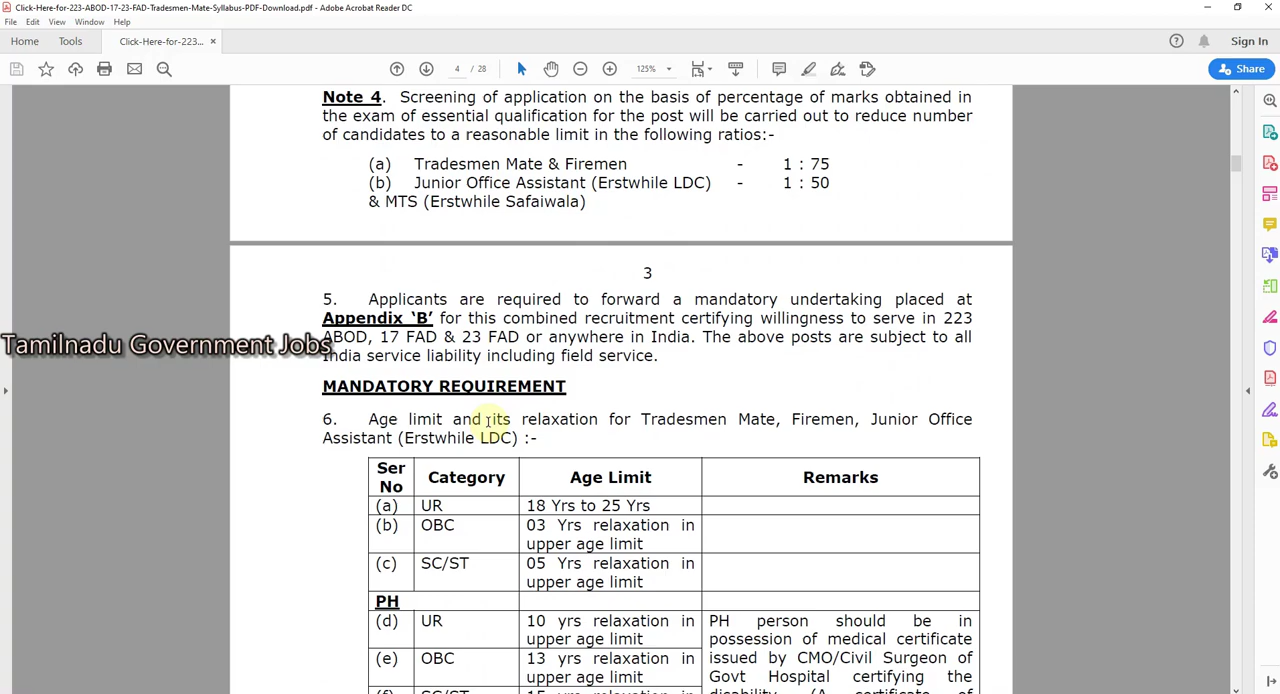 Click-Here-for-223-ABOD-17-23-FAD-Tradesmen-Mate-Syllabus-PDF-Download.pdf - Adobe Acrobat Reader DC
File Edit View Window Help
Home Tools Click-Here-for-223... × Sign In
4 / 28 125% Share
Note 4. Screening of application on the basis of percentage of marks obtained in
the exam of essential qualification for the post will be carried out to reduce number
of candidates to a reasonable limit in the following ratios:-
(a) Tradesmen Mate & Firemen - 1 : 75
(b) Junior Office Assistant (Erstwhile LDC) - 1 : 50
& MTS (Erstwhile Safaiwala)
3
5. Applicants are required to forward a mandatory undertaking placed at
Appendix ‘B’ for this combined recruitment certifying willingness to serve in 223
ABOD, 17 FAD & 23 FAD or anywhere in India. The above posts are subject to all
India service liability including field service.
Tamilnadu Government Jobs
MANDATORY REQUIREMENT
6. Age limit and its relaxation for Tradesmen Mate, Firemen, Junior Office
Assistant (Erstwhile LDC) :-
Ser No Category Age Limit Remarks
(a) UR 18 Yrs to 25 Yrs
(b) OBC 03 Yrs relaxation in
upper age limit
(c) SC/ST 05 Yrs relaxation in
upper age limit
PH
(d) UR 10 yrs relaxation in PH person should be in
upper age limit possession of medical certificate
(e) OBC 13 yrs relaxation in issued by CMO/Civil Surgeon of
upper age limit Govt Hospital certifying the
(f) SC/ST 15 yrs relaxation in disability (A certificate of